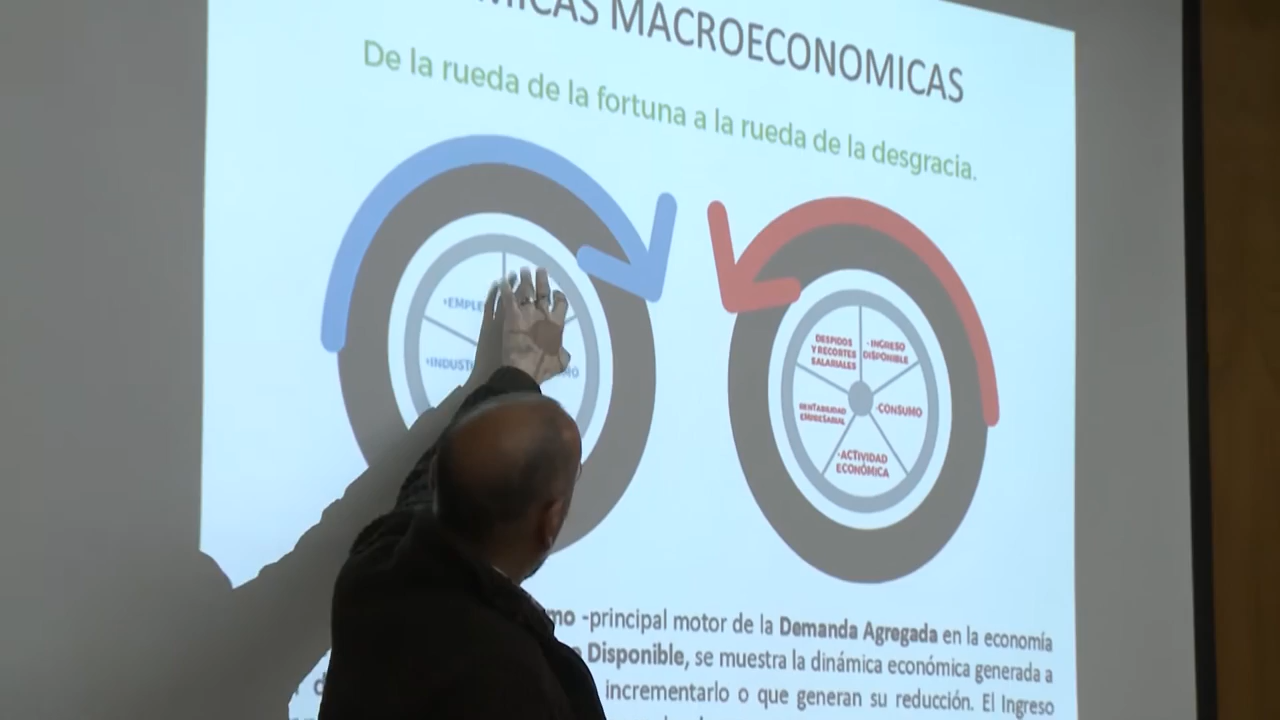 MICAS MACROECONOMICAS
De la rueda de la fortuna a la rueda de la desgracia.
·EMPLE
·INDUSTI
MO
DESPIDOS
Y RECORTES
SALARIALES
·INGRESO
DISPONIBLE
RENTABILIDAD
EMPRESARIAL
·CONSUMO
·ACTIVIDAD
ECONÓMICA
mo -principal motor de la Demanda Agregada en la economía
Disponible, se muestra la dinámica económica generada a
incrementarlo o que generan su reducción. El Ingreso